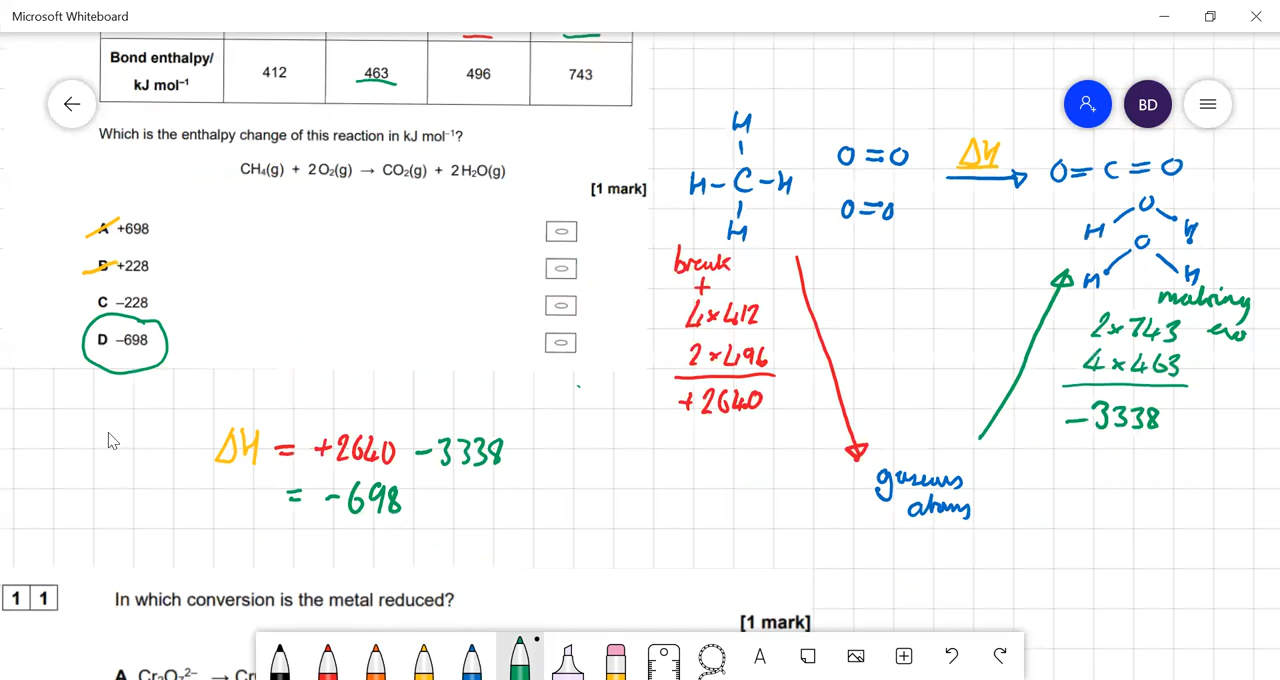 Microsoft Whiteboard
Bond enthalpy/
kJ mol⁻¹
412 463 496 743
BD
Which is the enthalpy change of this reaction in kJ mol⁻¹?
CH₄(g) + 2O₂(g) → CO₂(g) + 2H₂O(g)
[1 mark]
A +698
B +228
C –228
D –698
ΔH = +2640 -3338
= -698
H
H-C-H
H
O=O
O=O
ΔH
O=C=O
O
H H
O
H H
break
+
4×412
2×496
+2640
gaseous
atoms
making
exo
2×743
4×463
-3338
1 1
In which conversion is the metal reduced?
[1 mark]
A Cr₂O₇²⁻ → Cr
A